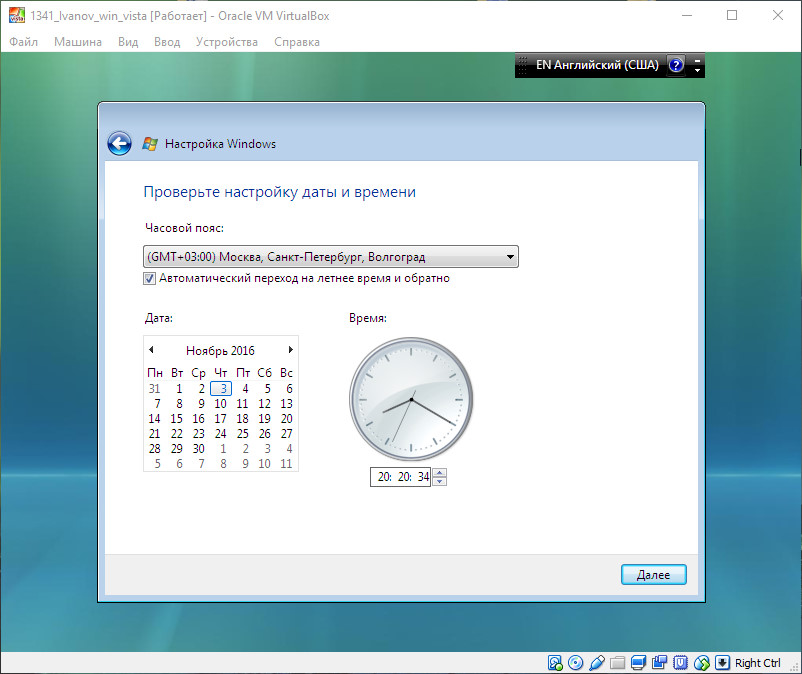 1341_Ivanov_win_vista [Работает] - Oracle VM VirtualBox
Файл Машина Вид Ввод Устройства Справка
EN Английский (США) ?
Настройка Windows
Проверьте настройку даты и времени
Часовой пояс:
(GMT+03:00) Москва, Санкт-Петербург, Волгоград
Автоматический переход на летнее время и обратно
Дата: Время:
Ноябрь 2016
Пн Вт Ср Чт Пт Сб Вс
31 1 2 3 4 5 6
7 8 9 10 11 12 13
14 15 16 17 18 19 20
21 22 23 24 25 26 27
28 29 30 1 2 3 4
5 6 7 8 9 10 11
20: 20: 34
Далее
Right Ctrl